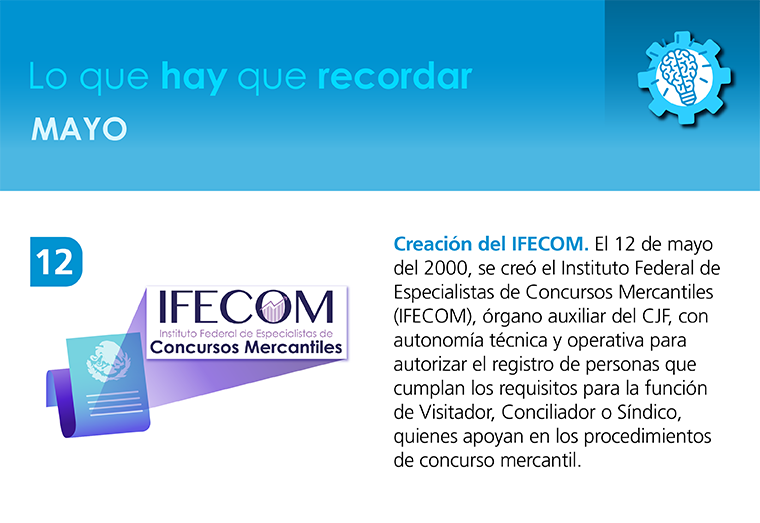 Lo que hay que recordar
MAYO
12
IFECOM
Instituto Federal de Especialistas de
Concursos Mercantiles
Creación del IFECOM. El 12 de mayo
del 2000, se creó el Instituto Federal de
Especialistas de Concursos Mercantiles
(IFECOM), órgano auxiliar del CJF, con
autonomía técnica y operativa para
autorizar el registro de personas que
cumplan los requisitos para la función
de Visitador, Conciliador o Síndico,
quienes apoyan en los procedimientos
de concurso mercantil.